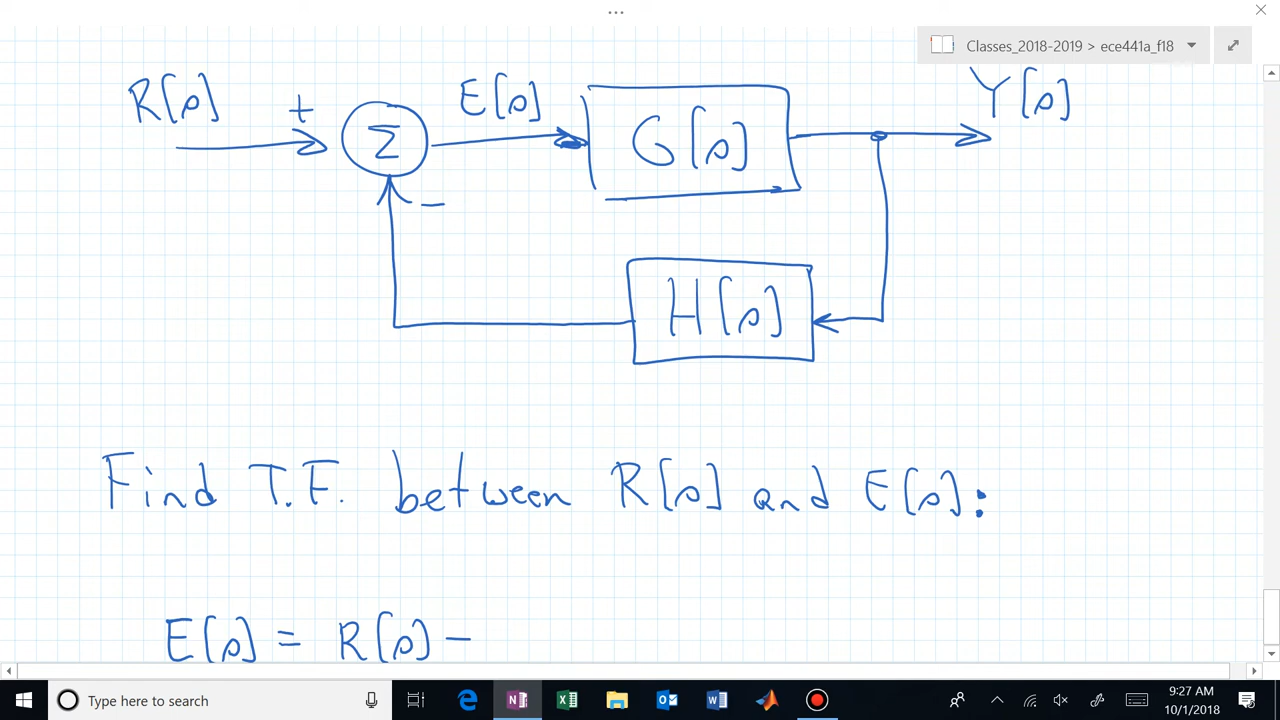 Classes_2018-2019 > ece441a_f18
R[s] + Σ E[s] G[s] Y[s]
−
H[s]
Find T.F. between R[s] and E[s]:
E[s] = R[s] −
Type here to search
9:27 AM
10/1/2018